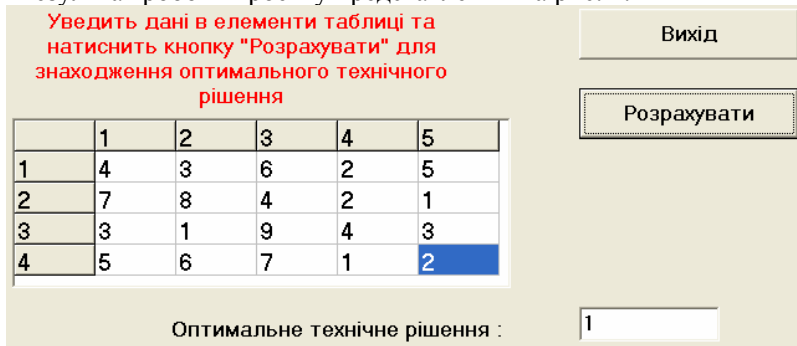 Уведить дані в елементи таблиці та
натиснить кнопку "Розрахувати" для
знаходження оптимального технічного
рішення
Вихід
Розрахувати
1 2 3 4 5
1 4 3 6 2 5
2 7 8 4 2 1
3 3 1 9 4 3
4 5 6 7 1 2
Оптимальне технічне рішення : 1